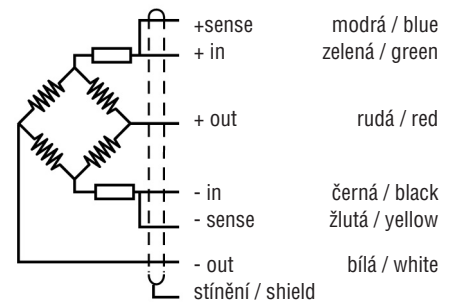 +sense modrá / blue
+ in zelená / green
+ out rudá / red
- in černá / black
- sense žlutá / yellow
- out bílá / white
stínění / shield